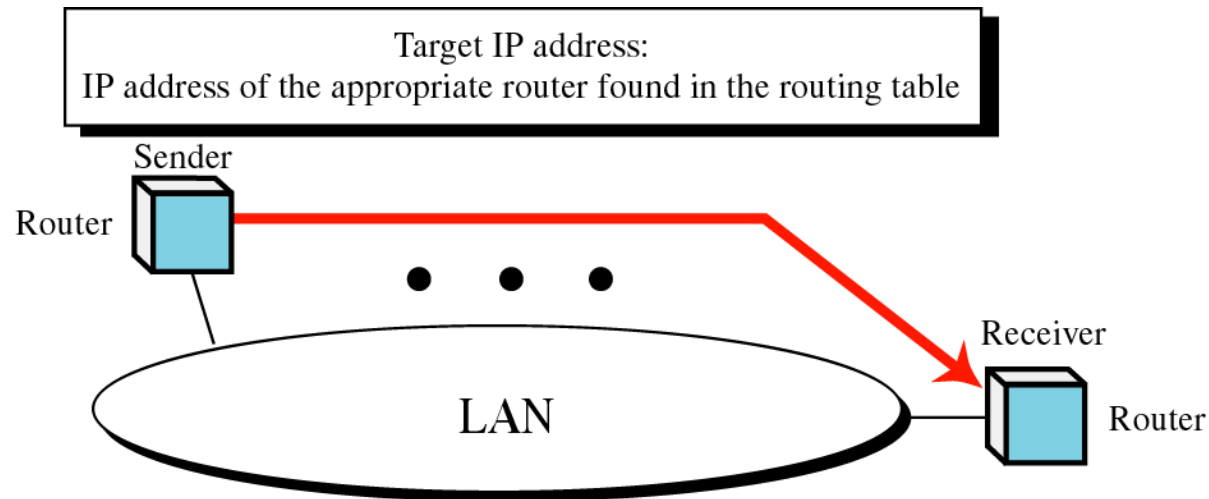 Target IP address:
IP address of the appropriate router found in the routing table
Sender
Router
Receiver
LAN
Router